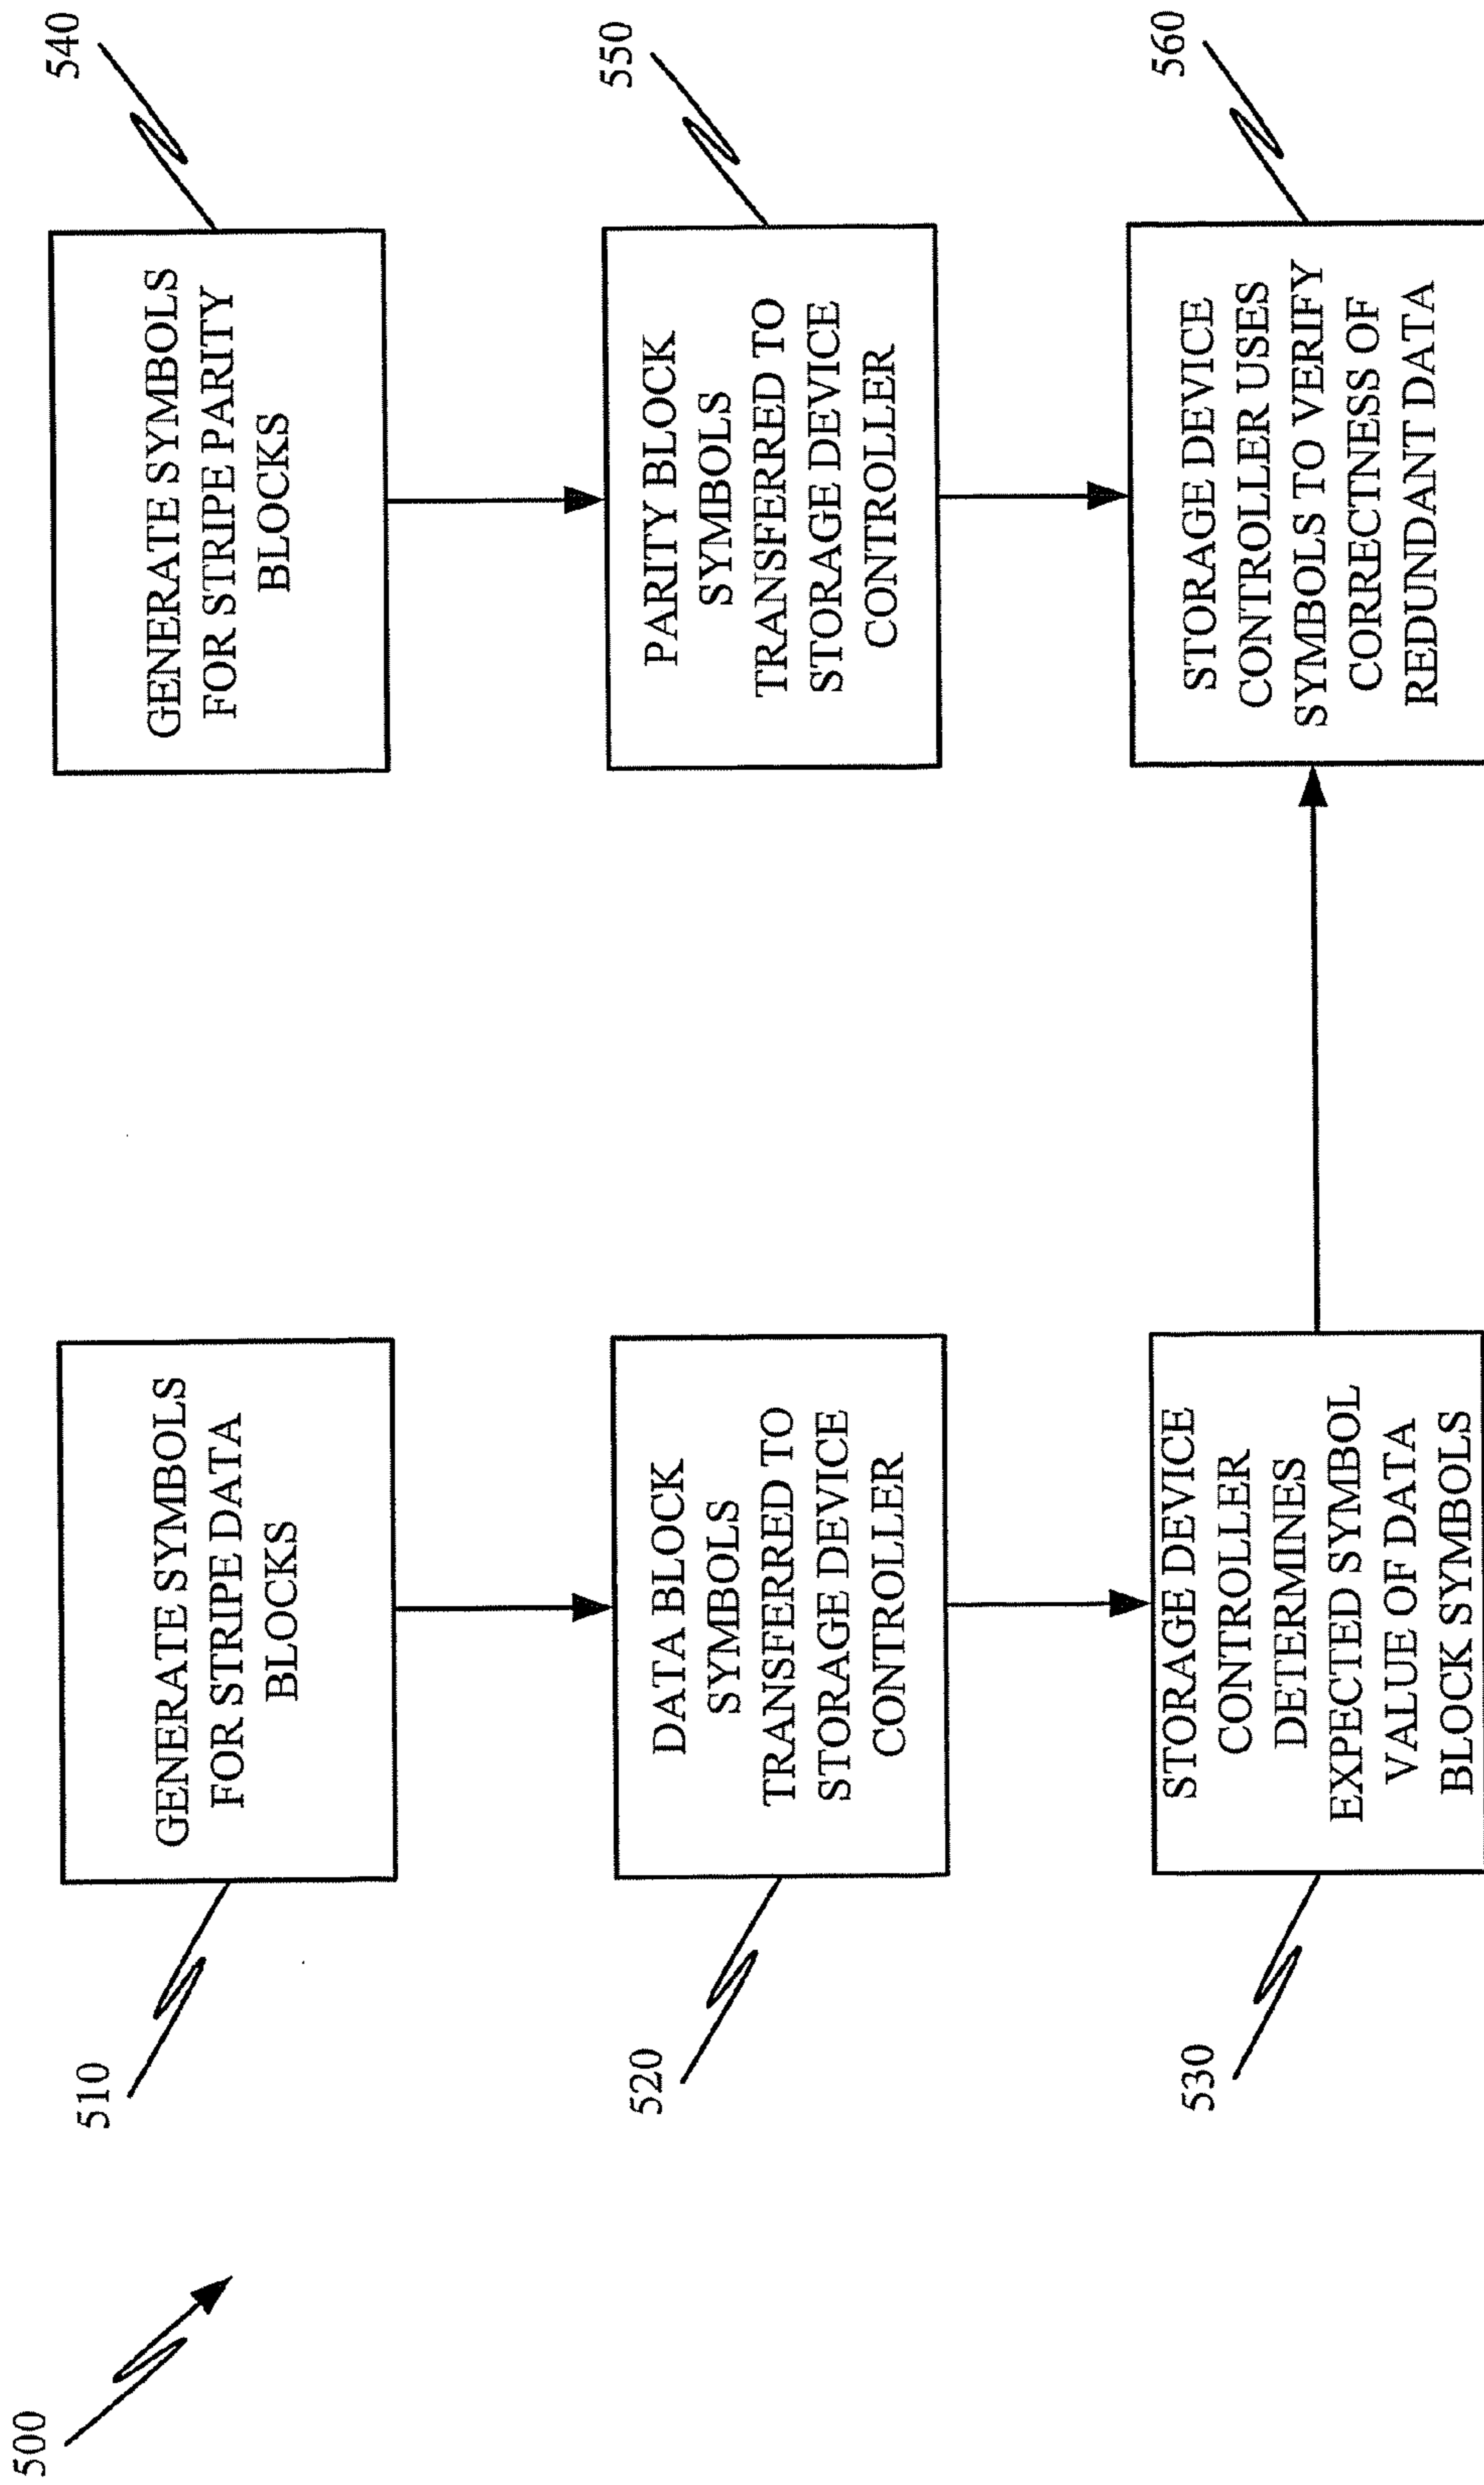 500
510
GENERATE SYMBOLS
FOR STRIPE DATA
BLOCKS
520
DATA BLOCK
SYMBOLS
TRANSFERRED TO
STORAGE DEVICE
CONTROLLER
530
STORAGE DEVICE
CONTROLLER
DETERMINES
EXPECTED SYMBOL
VALUE OF DATA
BLOCK SYMBOLS
540
GENERATE SYMBOLS
FOR STRIPE PARITY
BLOCKS
550
PARITY BLOCK
SYMBOLS
TRANSFERRED TO
STORAGE DEVICE
CONTROLLER
560
STORAGE DEVICE
CONTROLLER USES
SYMBOLS TO VERIFY
CORRECTNESS OF
REDUNDANT DATA